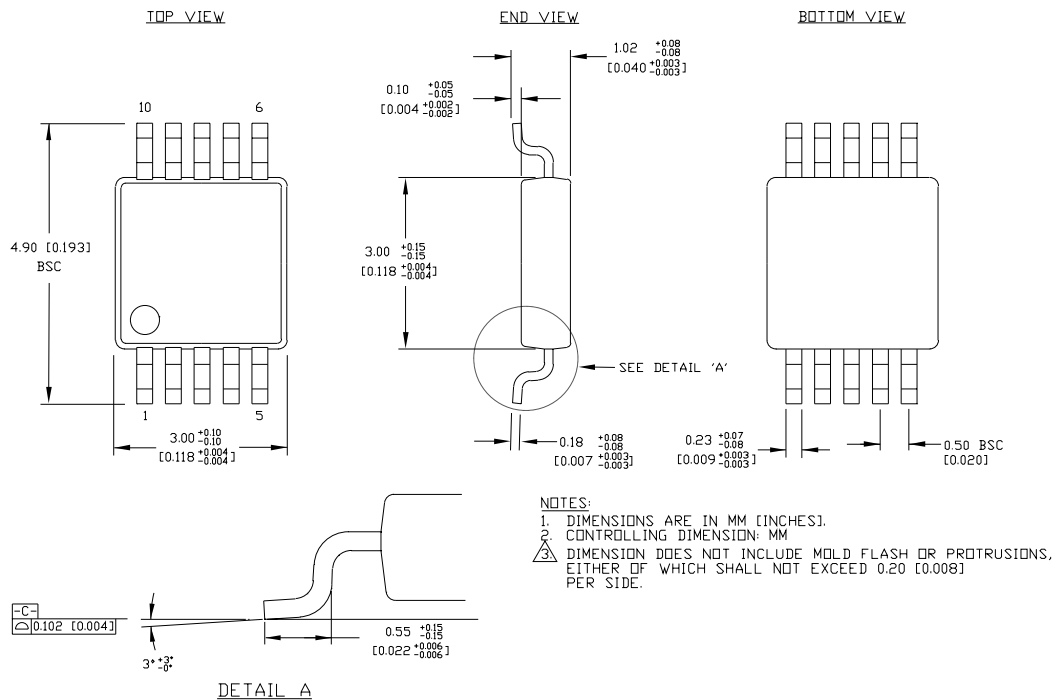 TOP VIEW
END VIEW
BOTTOM VIEW
1.02 +0.08 -0.08
[0.040 +0.003 -0.003]
0.10 +0.05 -0.05
[0.004 +0.002 -0.002]
10 6
4.90 [0.193]
BSC
3.00 +0.15 -0.15
[0.118 +0.004 -0.004]
SEE DETAIL 'A'
1 5
3.00 +0.10 -0.10
[0.118 +0.004 -0.004]
0.18 +0.08 -0.08
[0.007 +0.003 -0.003]
0.23 +0.07 -0.08
[0.009 +0.003 -0.003]
0.50 BSC
[0.020]
NOTES:
1. DIMENSIONS ARE IN MM [INCHES].
2. CONTROLLING DIMENSION: MM
3. DIMENSION DOES NOT INCLUDE MOLD FLASH OR PROTRUSIONS,
EITHER OF WHICH SHALL NOT EXCEED 0.20 [0.008]
PER SIDE.
-C-
0.102 [0.004]
3° +3° -0°
0.55 +0.15 -0.15
[0.022 +0.006 -0.006]
DETAIL A